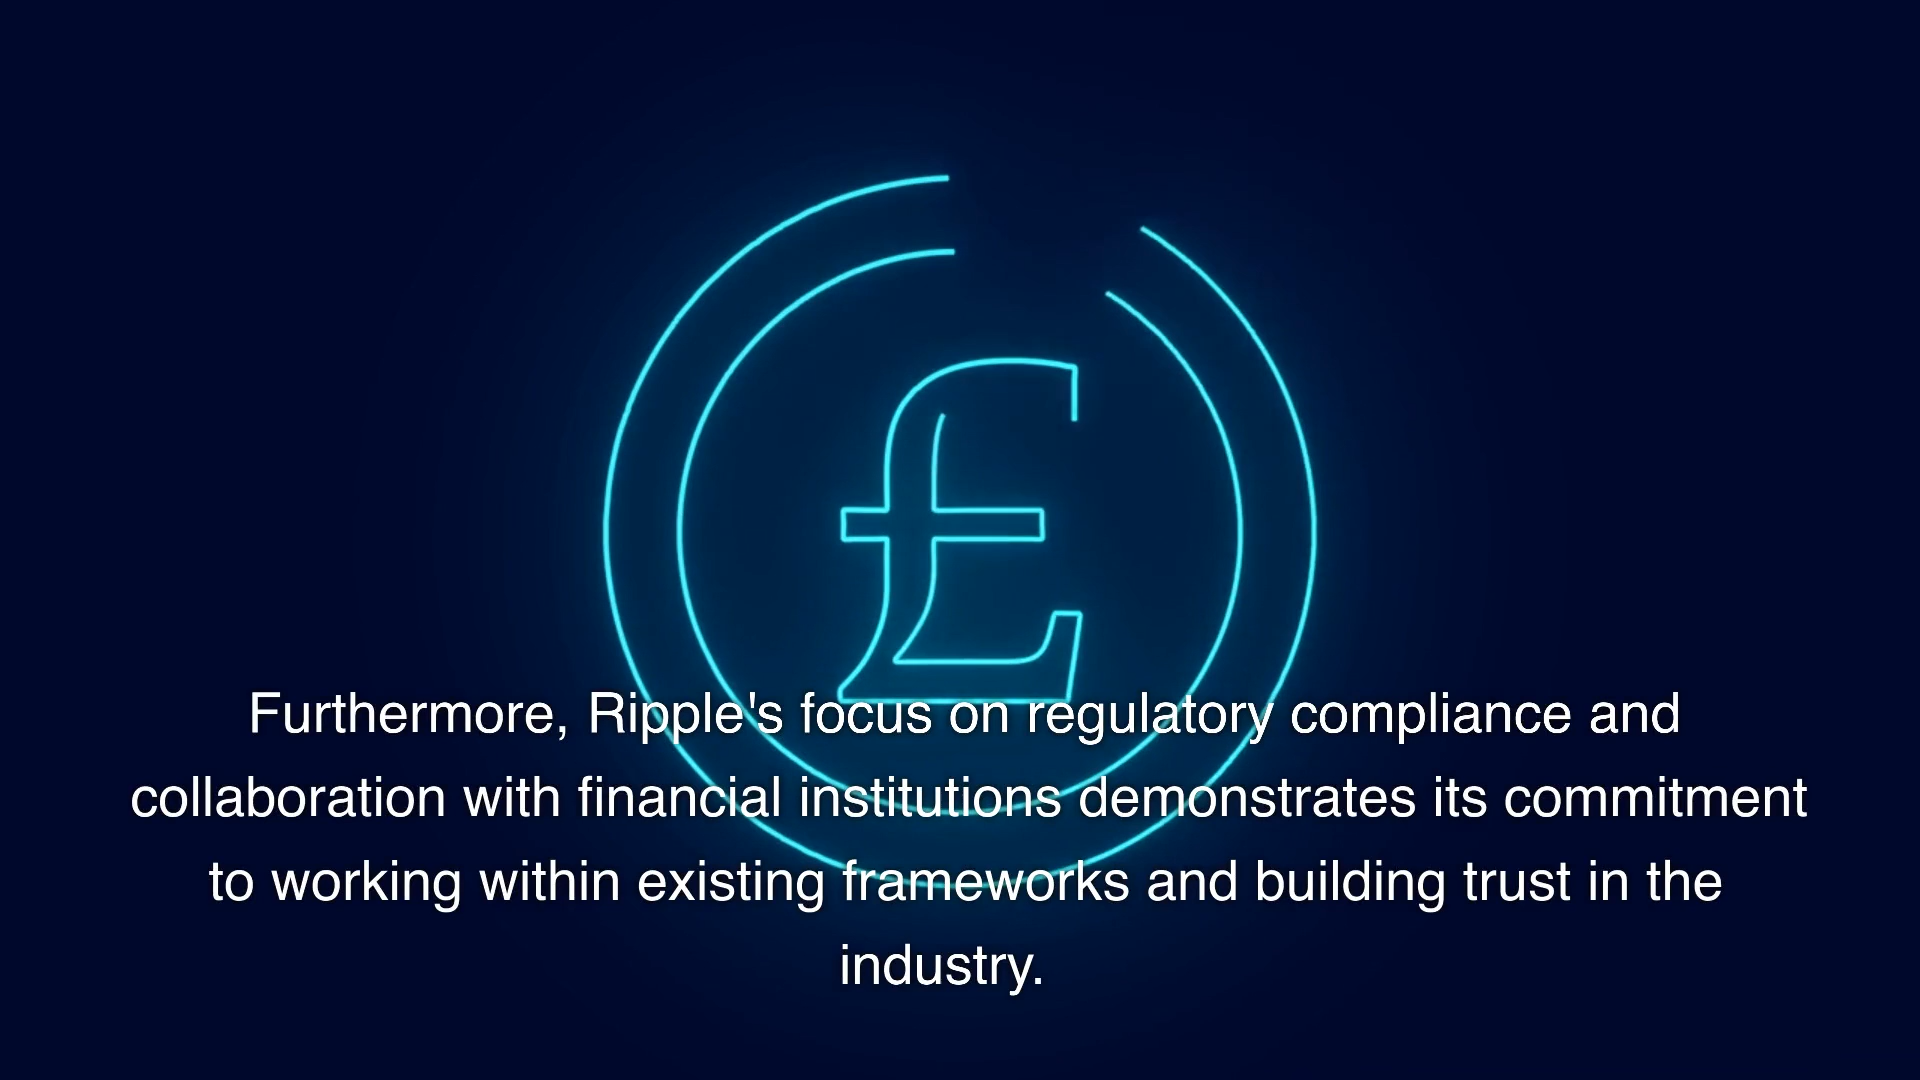 £
Furthermore, Ripple's focus on regulatory compliance and
collaboration with financial institutions demonstrates its commitment
to working within existing frameworks and building trust in the
industry.